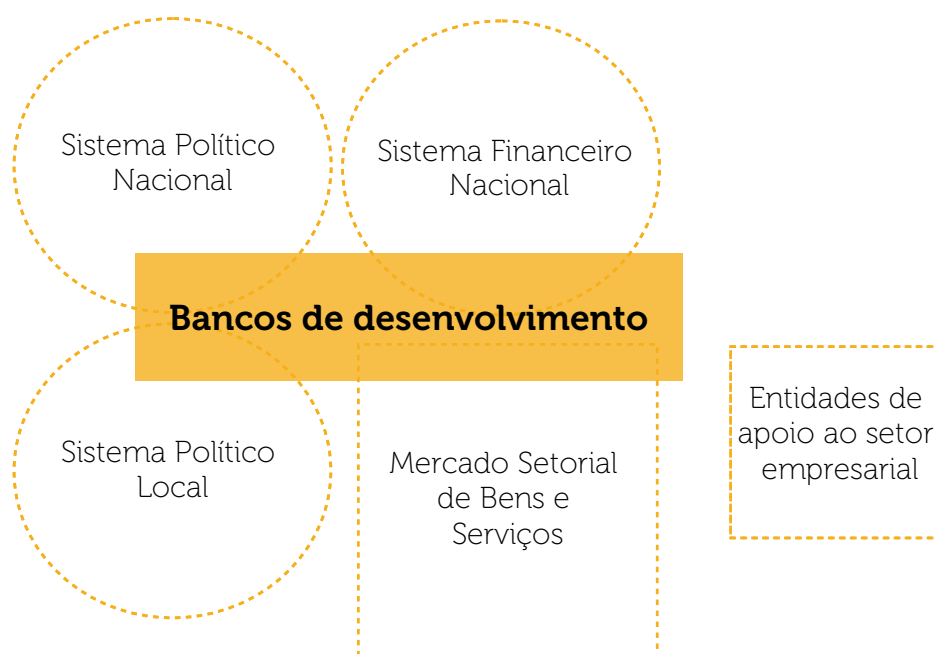 Sistema Político
Nacional
Sistema Financeiro
Nacional
Bancos de desenvolvimento
Sistema Político
Local
Mercado Setorial
de Bens e
Serviços
Entidades de
apoio ao setor
empresarial